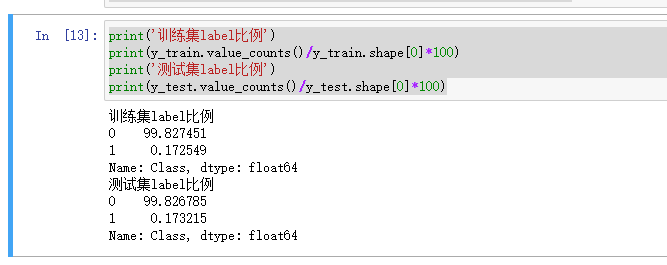 In [13]: print('训练集label比例')
print(y_train.value_counts()/y_train.shape[0]*100)
print('测试集label比例')
print(y_test.value_counts()/y_test.shape[0]*100)
训练集label比例
0    99.827451
1     0.172549
Name: Class, dtype: float64
测试集label比例
0    99.826785
1     0.173215
Name: Class, dtype: float64